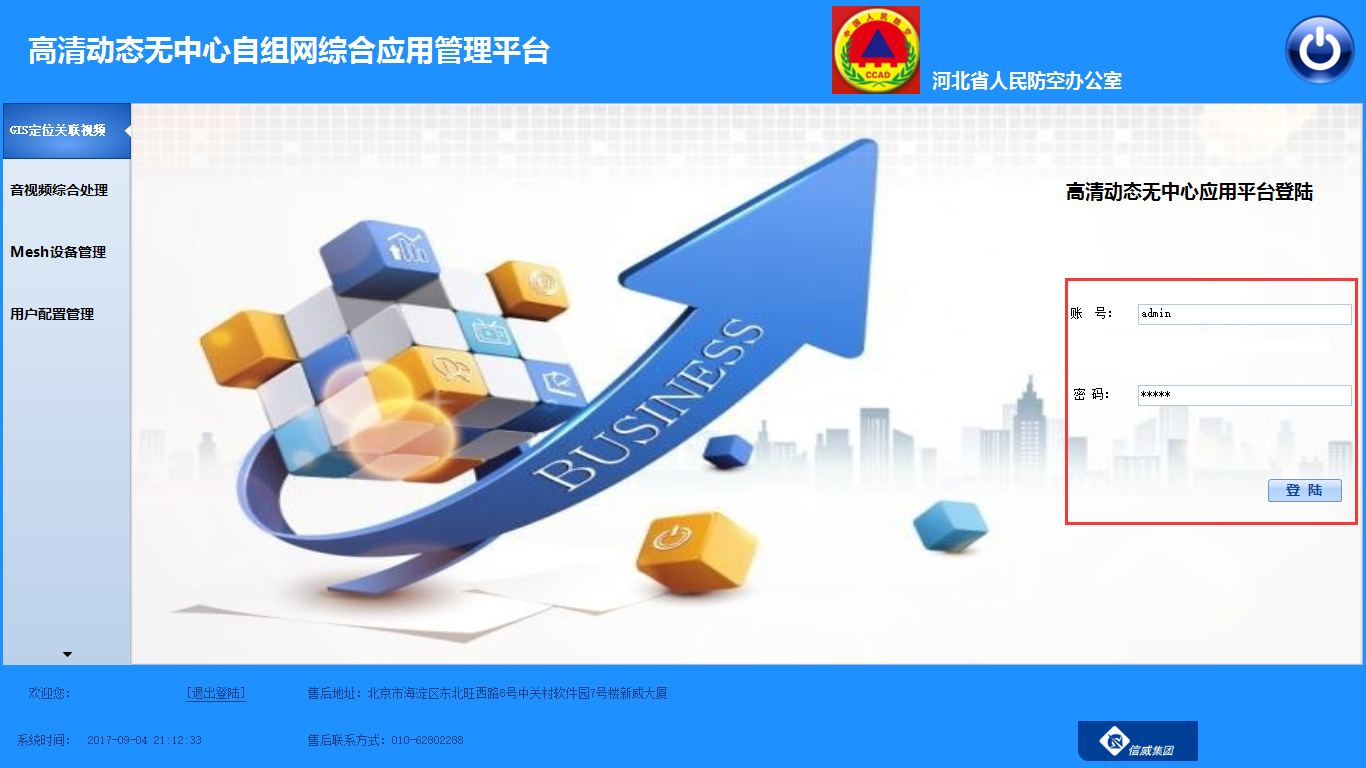 高清动态无中心自组网综合应用管理平台
中国人民防空
CCAD
河北省人民防空办公室
GIS定位关联视频
音视频综合处理
Mesh设备管理
用户配置管理
BUSINESS
高清动态无中心应用平台登陆
账 号: admin
密 码: *****
登 陆
欢迎您: [退出登陆] 售后地址: 北京市海淀区东北旺西路8号中关村软件园7号楼新威大厦
系统时间: 2017-09-04 21:12:33 售后联系方式: 010-62802288
信威集团